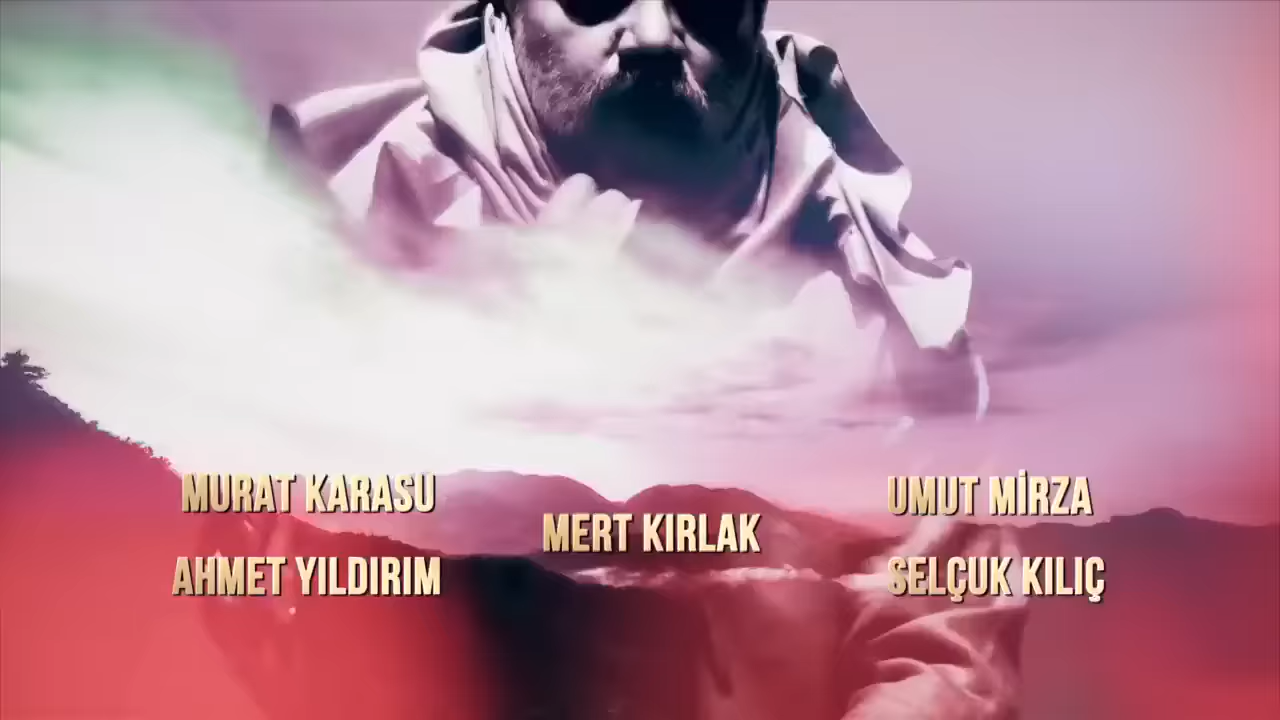 MURAT KARASU
AHMET YILDIRIM
MERT KIRLAK
UMUT MİRZA
SELÇUK KILIÇ